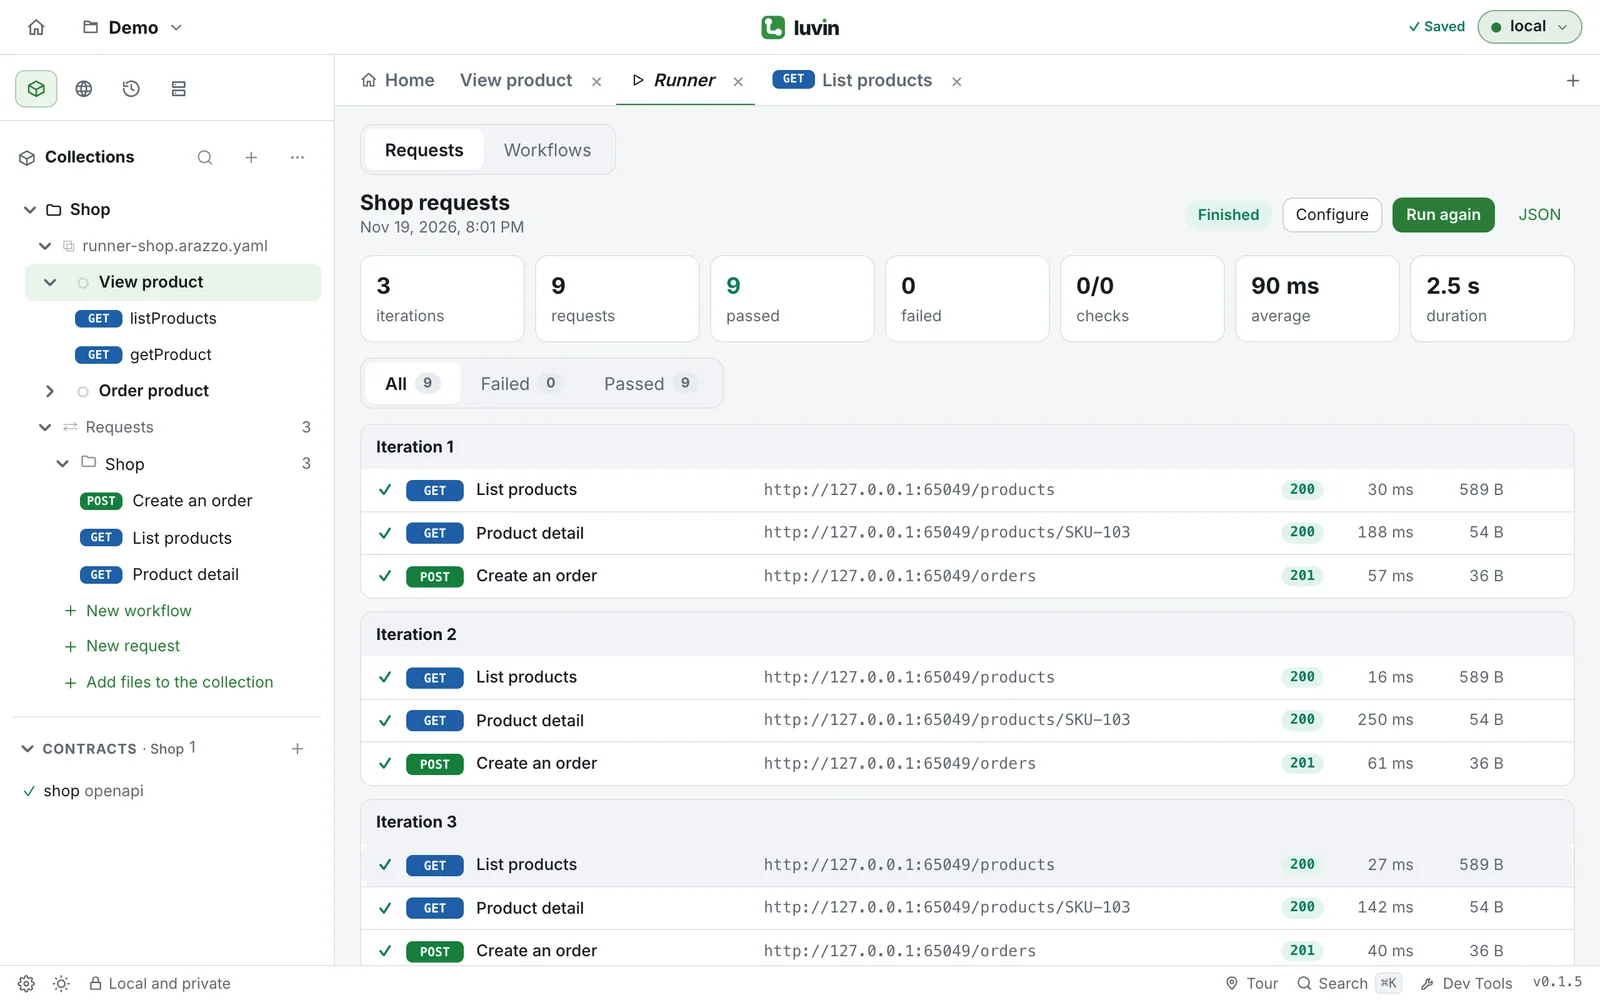 Demo
luvin
Saved
local
Home
View product
Runner
GET List products
Collections
Requests
Workflows
Shop
runner-shop.arazzo.yaml
View product
GET listProducts
GET getProduct
Order product
Requests 3
Shop 3
POST Create an order
GET List products
GET Product detail
New workflow
New request
Add files to the collection
CONTRACTS · Shop 1
shop openapi
Shop requests
Nov 19, 2026, 8:01 PM
Finished
Configure
Run again
JSON
3
iterations
9
requests
9
passed
0
failed
0/0
checks
90 ms
average
2.5 s
duration
All 9
Failed 0
Passed 9
Iteration 1
GET List products http://127.0.0.1:65049/products 200 30 ms 589 B
GET Product detail http://127.0.0.1:65049/products/SKU-103 200 188 ms 54 B
POST Create an order http://127.0.0.1:65049/orders 201 57 ms 36 B
Iteration 2
GET List products http://127.0.0.1:65049/products 200 16 ms 589 B
GET Product detail http://127.0.0.1:65049/products/SKU-103 200 250 ms 54 B
POST Create an order http://127.0.0.1:65049/orders 201 61 ms 36 B
Iteration 3
GET List products http://127.0.0.1:65049/products 200 27 ms 589 B
GET Product detail http://127.0.0.1:65049/products/SKU-103 200 142 ms 54 B
POST Create an order http://127.0.0.1:65049/orders 201 40 ms 36 B
Local and private
Tour
Search ⌘K
Dev Tools
v0.1.5